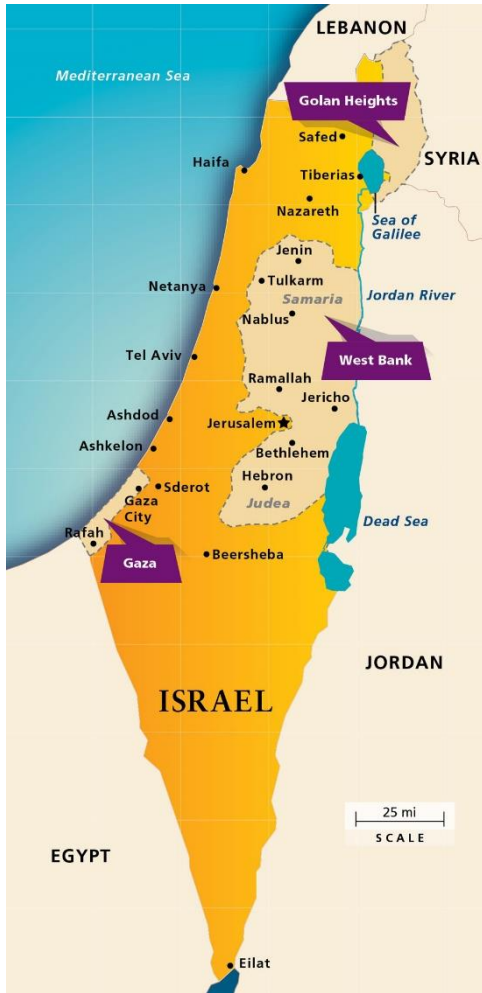 LEBANON
Mediterranean Sea
Golan Heights
Safed
SYRIA
Haifa
Tiberias
Nazareth
Sea of
Galilee
Jenin
Tulkarm
Netanya
Samaria
Jordan River
Nablus
Tel Aviv
West Bank
Ramallah
Jericho
Ashdod
Jerusalem
Ashkelon
Bethlehem
Hebron
Sderot
Gaza
City
Judea
Dead Sea
Rafah
Beersheba
Gaza
JORDAN
ISRAEL
25 mi
SCALE
EGYPT
Eilat